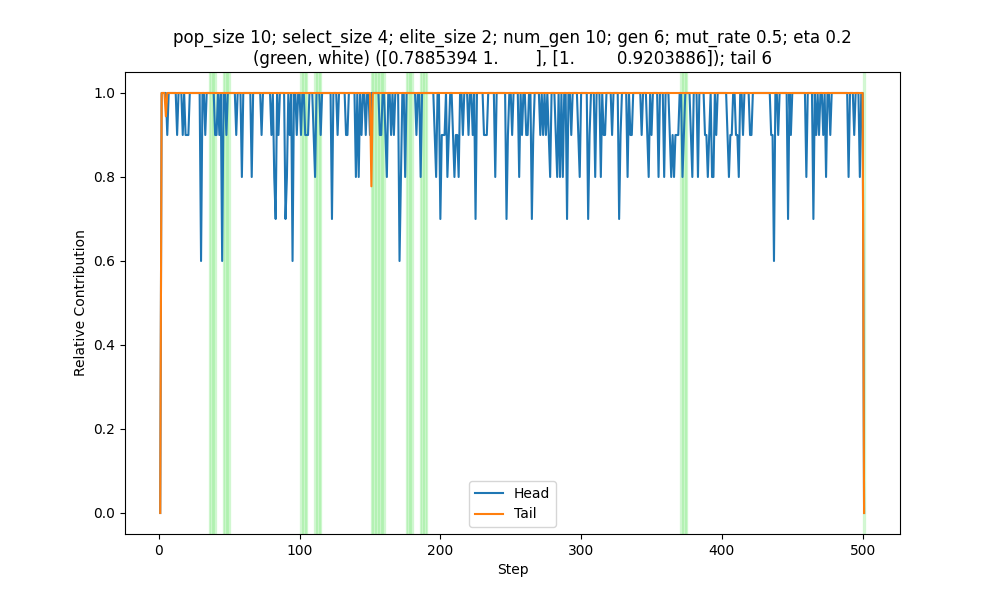 pop_size 10; select_size 4; elite_size 2; num_gen 10; gen 6; mut_rate 0.5; eta 0.2
(green, white) ([0.7885394 1. ], [1. 0.9203886]); tail 6
1.0
0.8
0.6
0.4
0.2
0.0
Relative Contribution
Head
Tail
0 100 200 300 400 500
Step